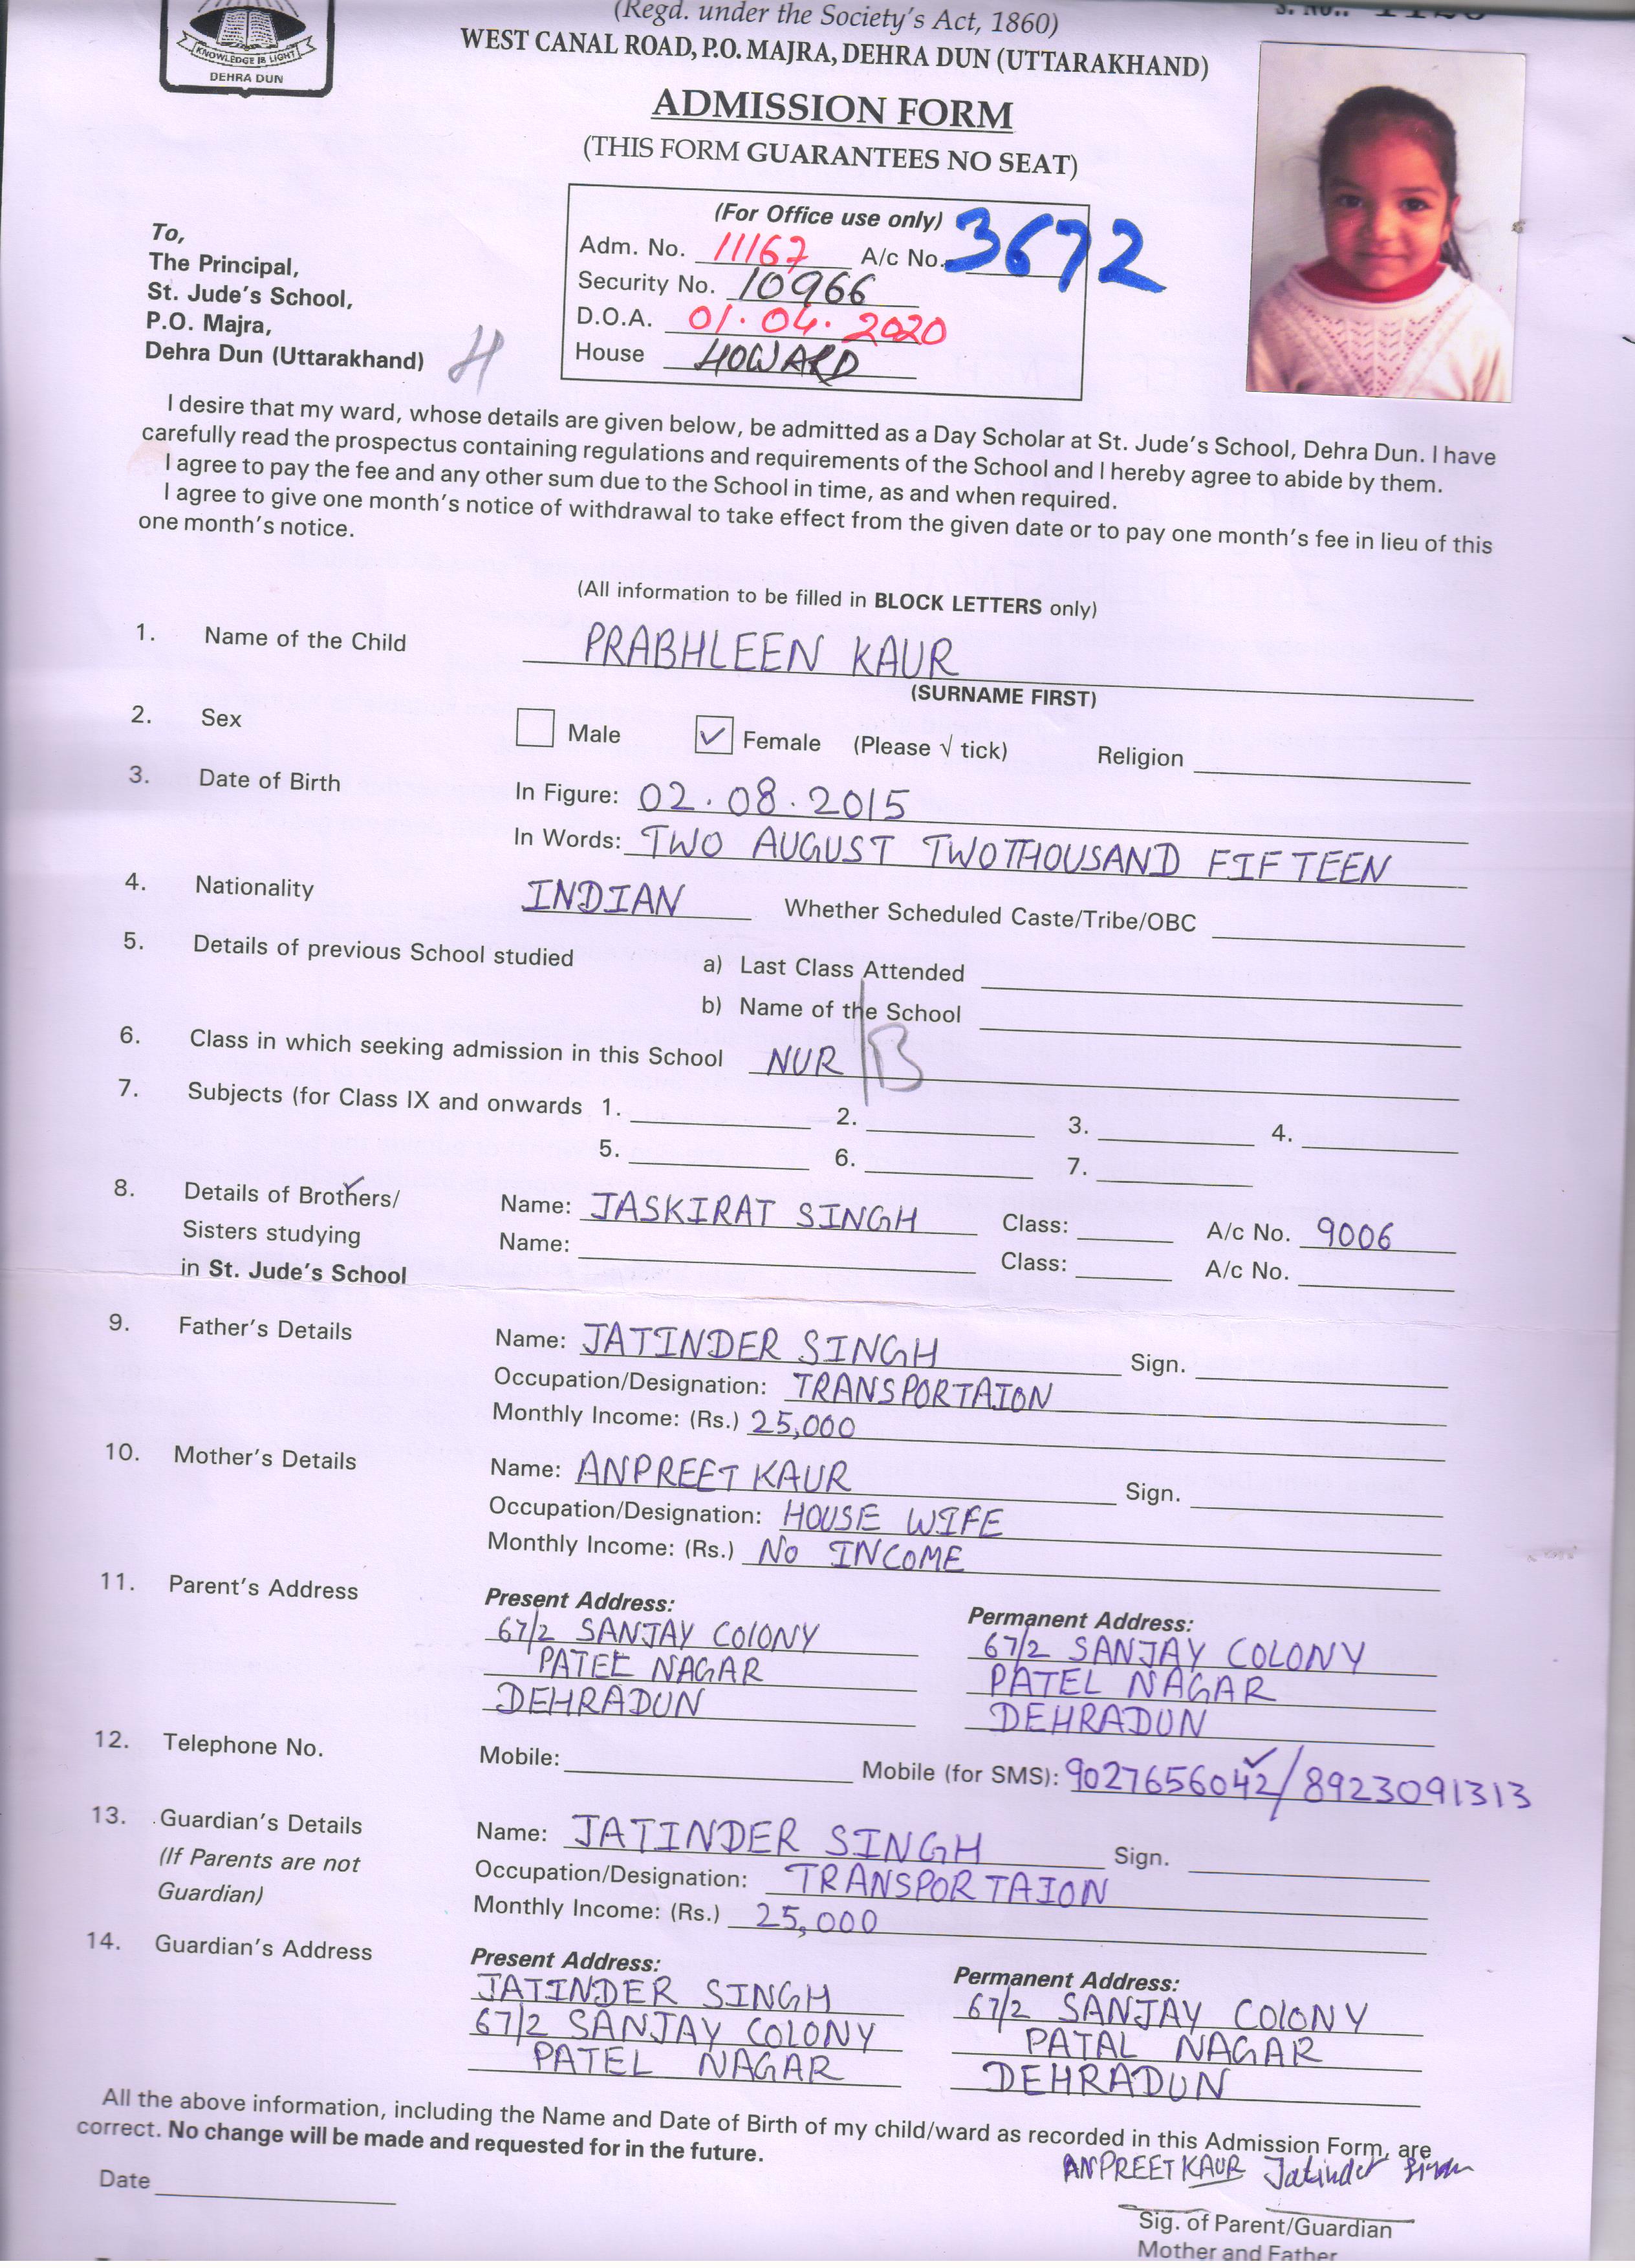 (Regd. under the Society's Act, 1860)
WEST CANAL ROAD, P.O. MAJRA, DEHRA DUN (UTTARAKHAND)
KNOWLEDGE IS LIGHT
DEHRA DUN
ADMISSION FORM
(THIS FORM GUARANTEES NO SEAT)
(For Office use only)
Adm. No. 11167 A/c No. 3672
Security No. 10966
D.O.A. 01.04.2020
House HOWARD
To,
The Principal,
St. Jude's School,
P.O. Majra,
Dehra Dun (Uttarakhand) H
I desire that my ward, whose details are given below, be admitted as a Day Scholar at St. Jude's School, Dehra Dun. I have
carefully read the prospectus containing regulations and requirements of the School and I hereby agree to abide by them.
I agree to pay the fee and any other sum due to the School in time, as and when required.
I agree to give one month's notice of withdrawal to take effect from the given date or to pay one month's fee in lieu of this
one month's notice.
(All information to be filled in BLOCK LETTERS only)
1. Name of the Child PRABHLEEN KAUR
(SURNAME FIRST)
2. Sex Male ✓ Female (Please √ tick) Religion
3. Date of Birth In Figure: 02.08.2015
In Words: TWO AUGUST TWOTHOUSAND FIFTEEN
4. Nationality INDIAN Whether Scheduled Caste/Tribe/OBC
5. Details of previous School studied a) Last Class Attended
b) Name of the School
6. Class in which seeking admission in this School NUR | B
7. Subjects (for Class IX and onwards 1. 2. 3. 4.
5. 6. 7.
8. Details of Brothers/ Name: JASKIRAT SINGH Class: A/c No. 9006
Sisters studying Name: Class: A/c No.
in St. Jude's School
9. Father's Details Name: JATINDER SINGH Sign.
Occupation/Designation: TRANSPORTAION
Monthly Income: (Rs.) 25,000
10. Mother's Details Name: ANPREET KAUR Sign.
Occupation/Designation: HOUSE WIFE
Monthly Income: (Rs.) NO INCOME
11. Parent's Address Present Address: Permanent Address:
67/2 SANJAY COLONY 67/2 SANJAY COLONY
PATEL NAGAR PATEL NAGAR
DEHRADUN DEHRADUN
12. Telephone No. Mobile: Mobile (for SMS): 9027656042/8923091313
13. Guardian's Details Name: JATINDER SINGH Sign.
(If Parents are not Occupation/Designation: TRANSPORTAION
Guardian) Monthly Income: (Rs.) 25,000
14. Guardian's Address Present Address: Permanent Address:
JATINDER SINGH 67/2 SANJAY COLONY
67/2 SANJAY COLONY PATAL NAGAR
PATEL NAGAR DEHRADUN
All the above information, including the Name and Date of Birth of my child/ward as recorded in this Admission Form, are
correct. No change will be made and requested for in the future.
ANPREET KAUR Jatinder Singh
Date
Sig. of Parent/Guardian
Mother and Father